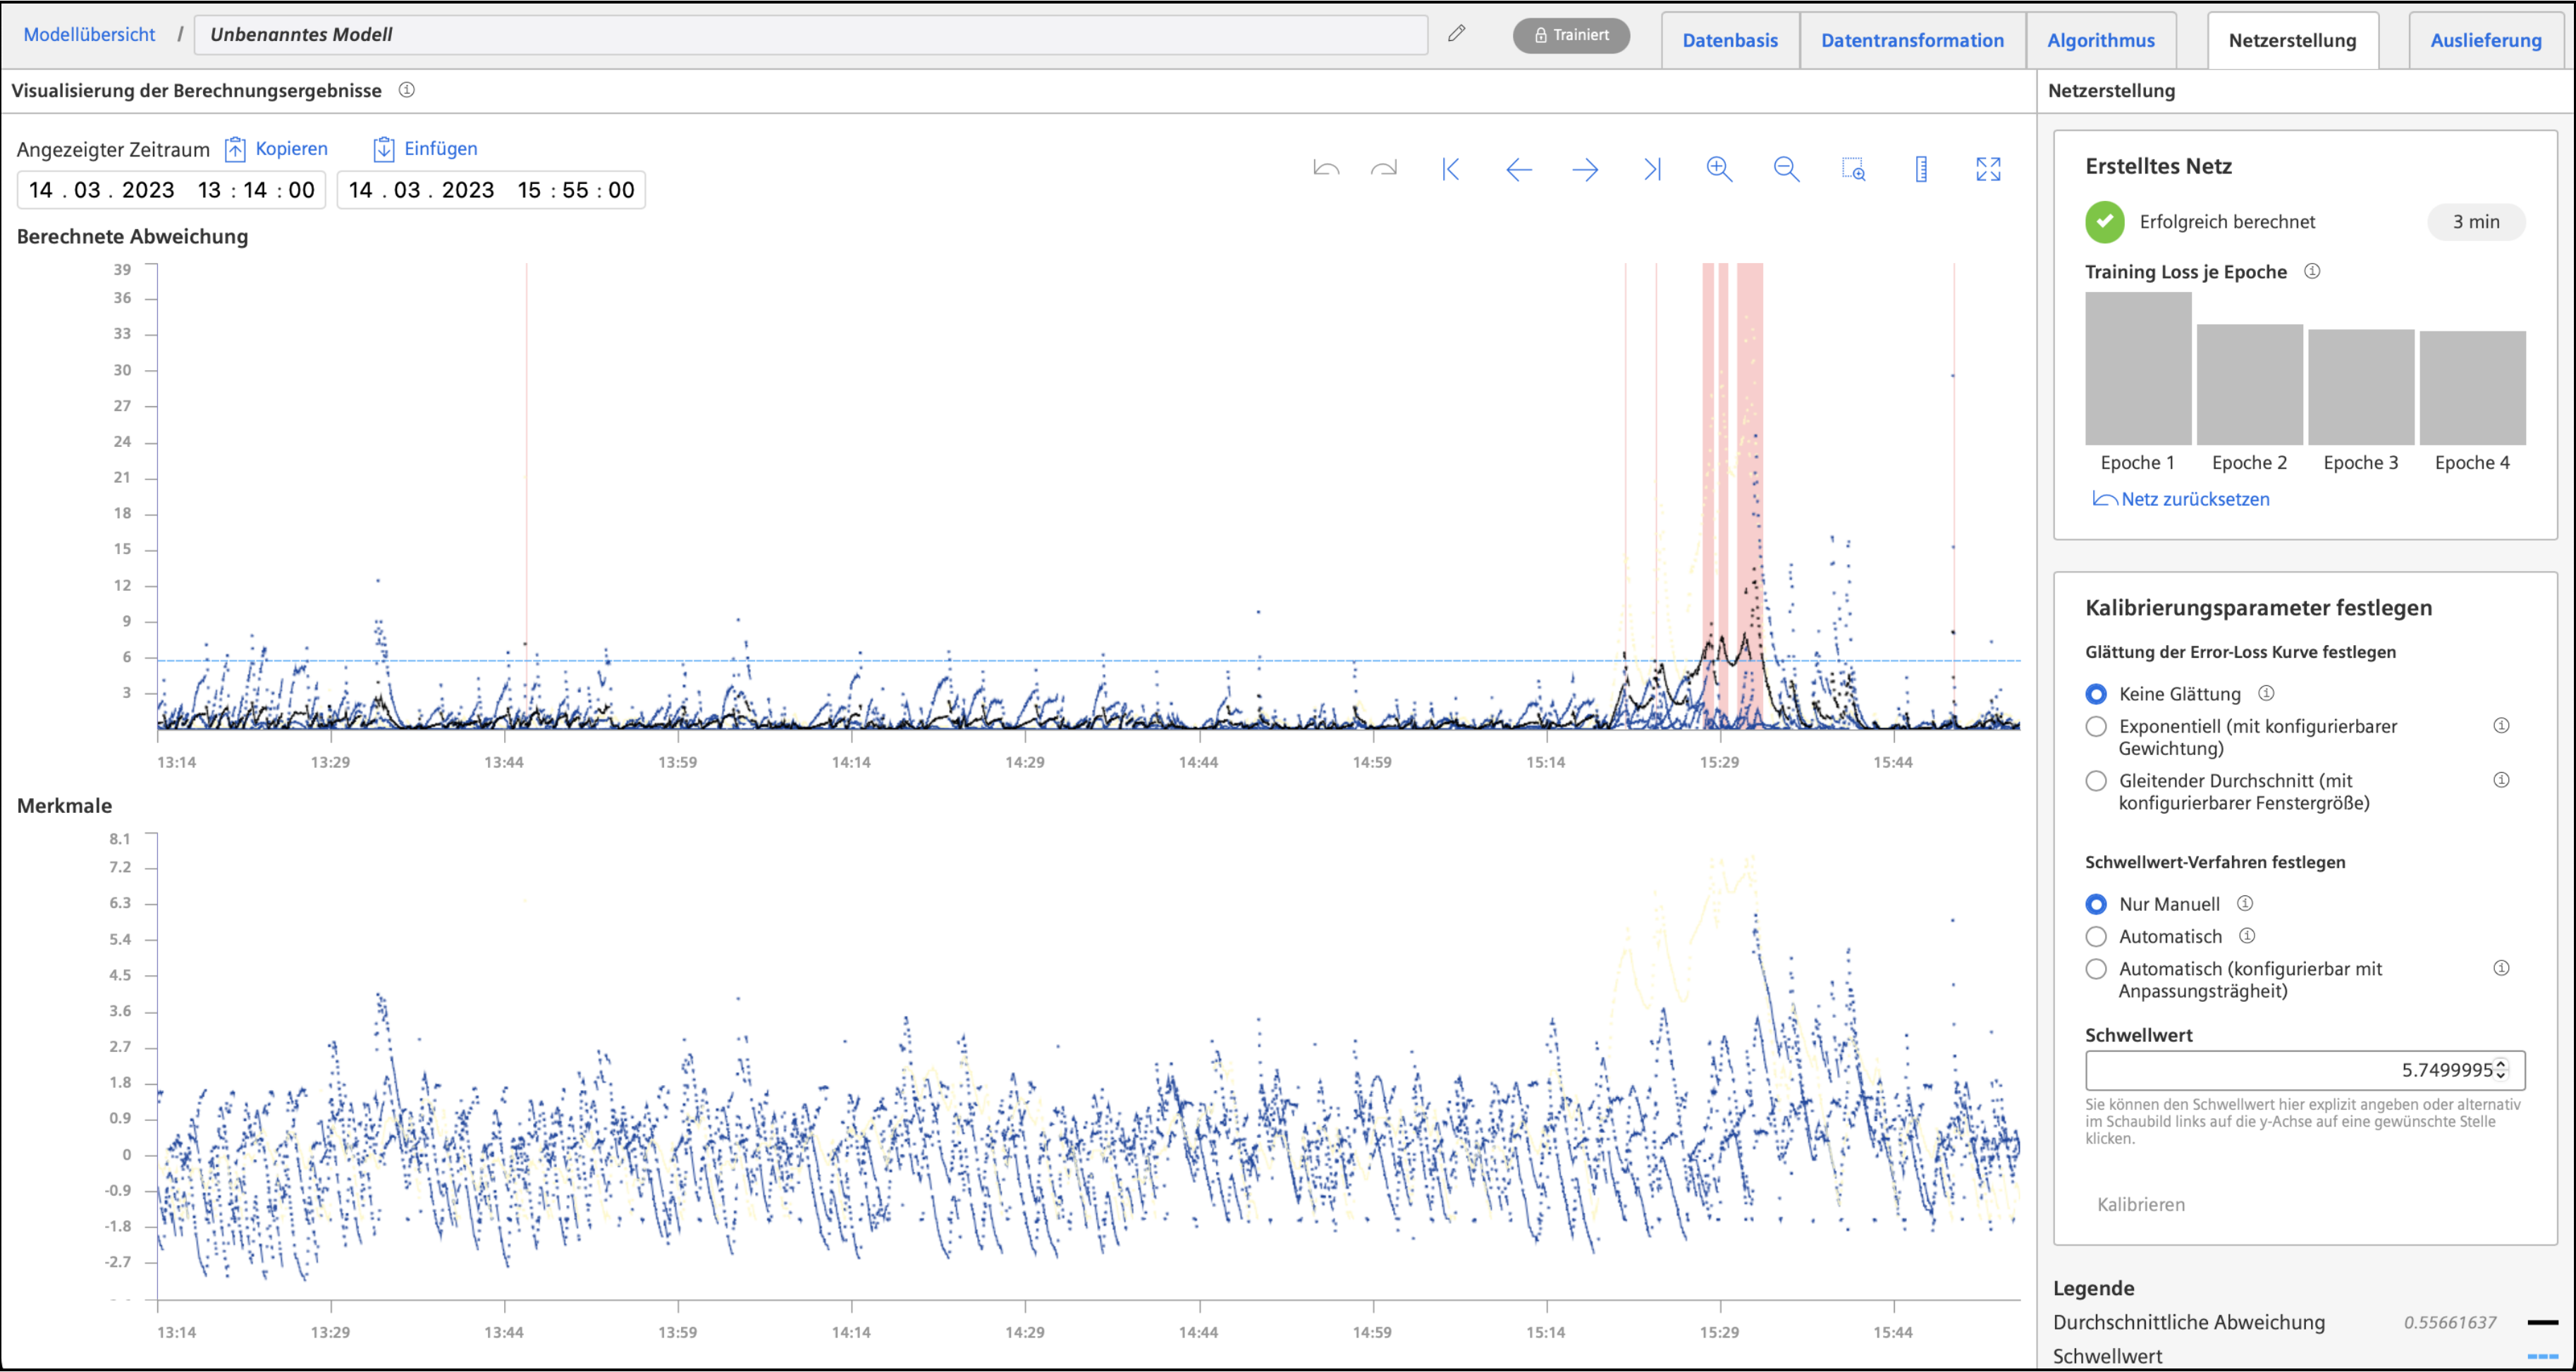 Modellübersicht / Unbenanntes Modell Trainiert Datenbasis Datentransformation Algorithmus Netzerstellung Auslieferung
Visualisierung der Berechnungsergebnisse
Angezeigter Zeitraum Kopieren Einfügen
14 . 03 . 2023 13 : 14 : 00 14 . 03 . 2023 15 : 55 : 00
Berechnete Abweichung
39
36
33
30
27
24
21
18
15
12
9
6
3
13:14 13:29 13:44 13:59 14:14 14:29 14:44 14:59 15:14 15:29 15:44
Merkmale
8.1
7.2
6.3
5.4
4.5
3.6
2.7
1.8
0.9
0
-0.9
-1.8
-2.7
13:14 13:29 13:44 13:59 14:14 14:29 14:44 14:59 15:14 15:29 15:44
Netzerstellung
Erstelltes Netz
Erfolgreich berechnet 3 min
Training Loss je Epoche
Epoche 1 Epoche 2 Epoche 3 Epoche 4
Netz zurücksetzen
Kalibrierungsparameter festlegen
Glättung der Error-Loss Kurve festlegen
Keine Glättung
Exponentiell (mit konfigurierbarer
Gewichtung)
Gleitender Durchschnitt (mit
konfigurierbarer Fenstergröße)
Schwellwert-Verfahren festlegen
Nur Manuell
Automatisch
Automatisch (konfigurierbar mit
Anpassungsträgheit)
Schwellwert
5.7499995
Sie können den Schwellwert hier explizit angeben oder alternativ
im Schaubild links auf die y-Achse auf eine gewünschte Stelle
klicken.
Kalibrieren
Legende
Durchschnittliche Abweichung 0.55661637
Schwellwert